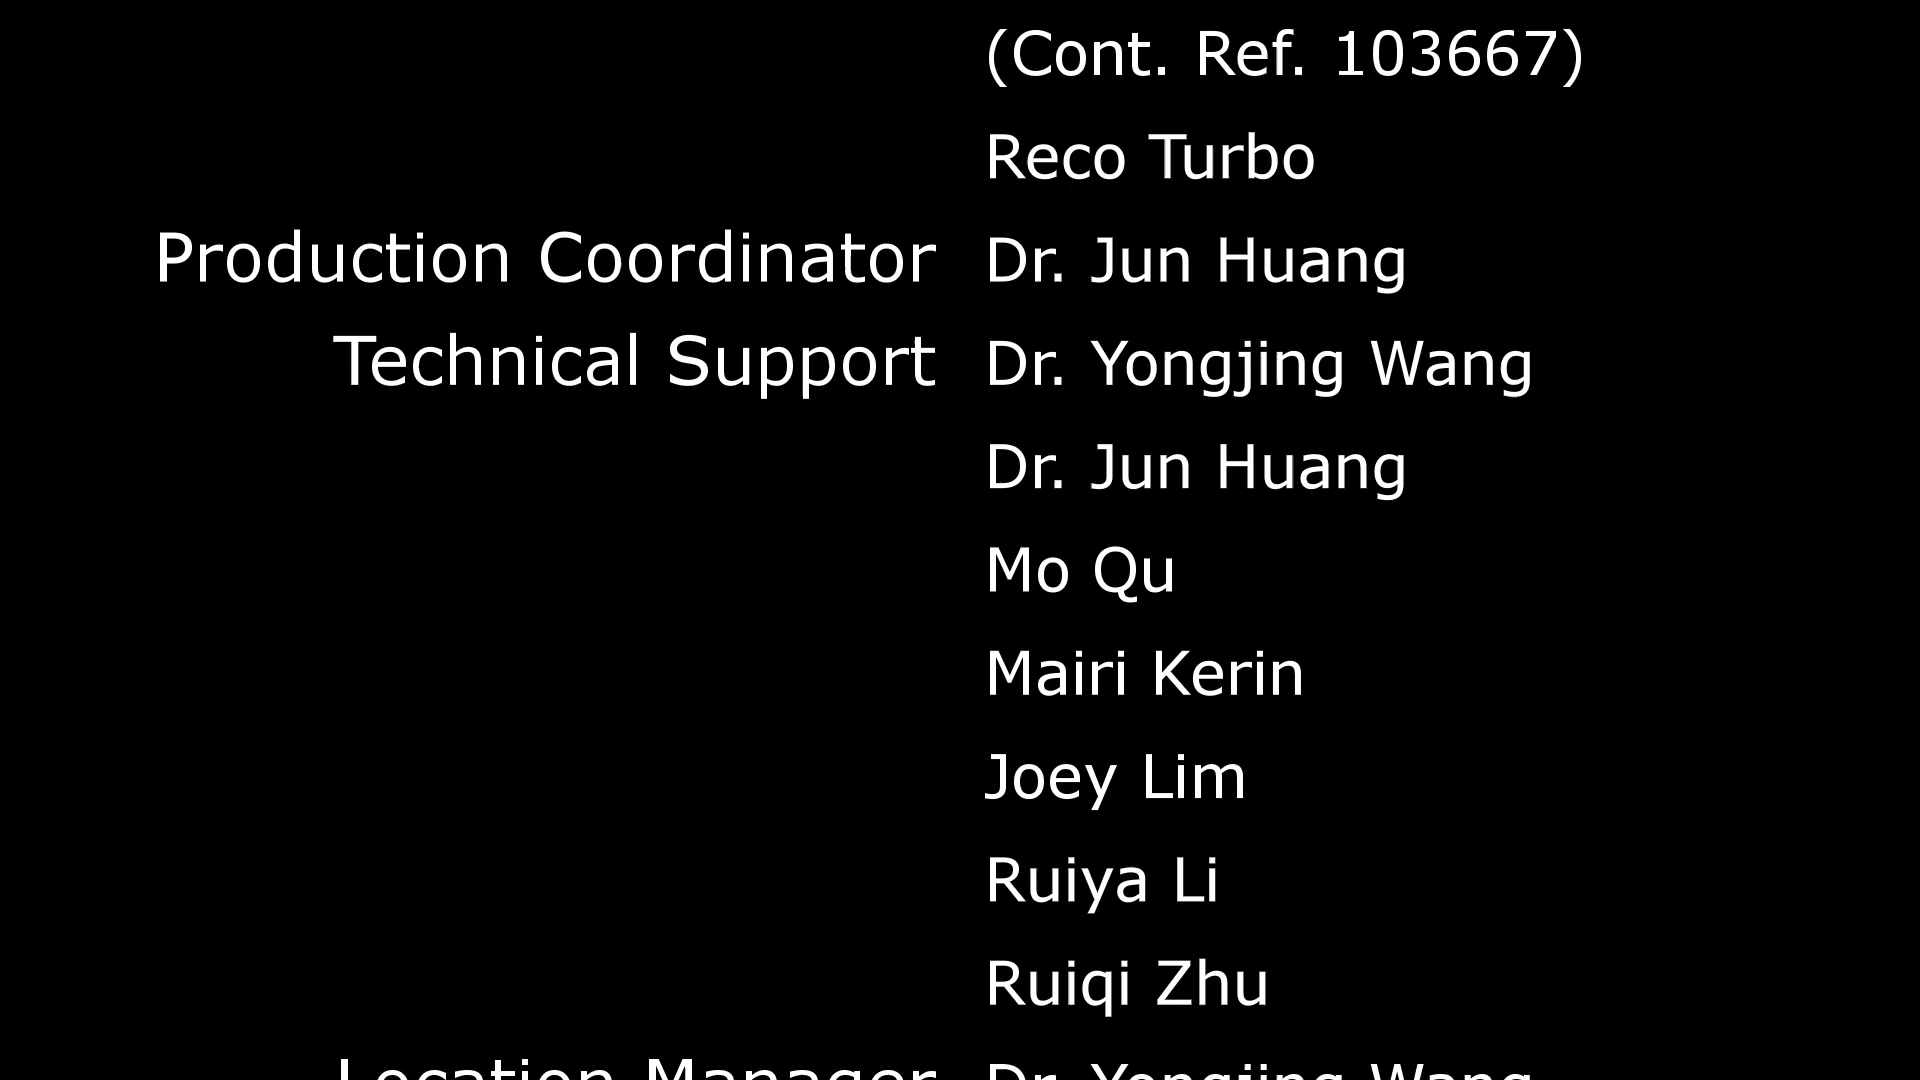 (Cont. Ref. 103667)
Reco Turbo
Production Coordinator Dr. Jun Huang
Technical Support Dr. Yongjing Wang
Dr. Jun Huang
Mo Qu
Mairi Kerin
Joey Lim
Ruiya Li
Ruiqi Zhu
Location Manager Dr. Yongjing Wang